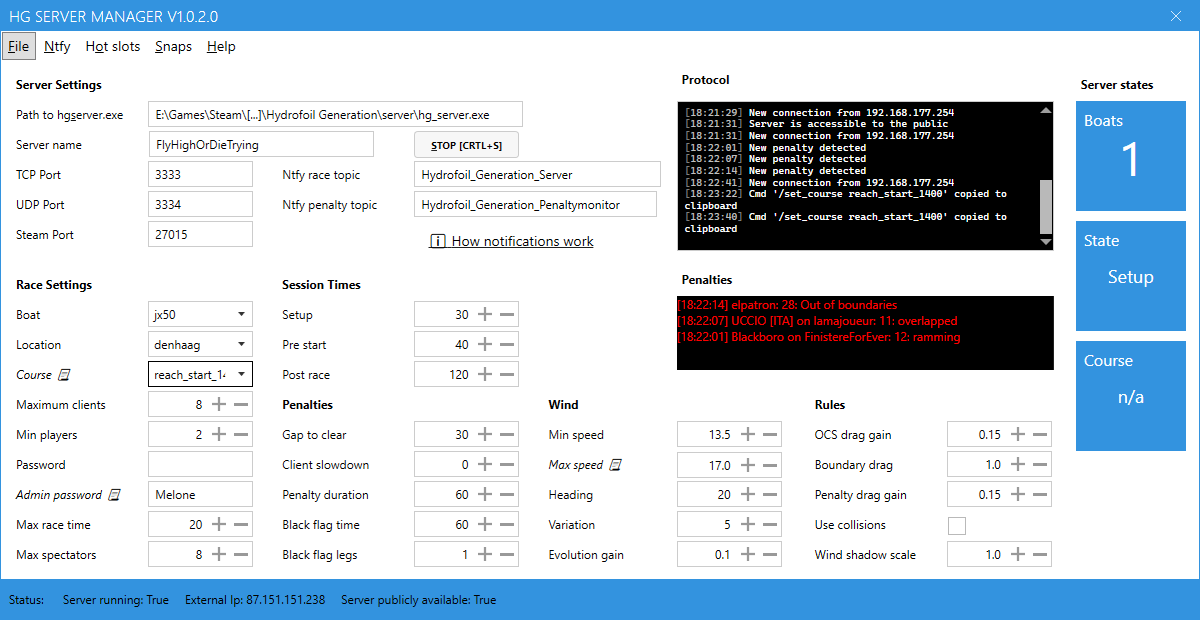 HG SERVER MANAGER V1.0.2.0
File Ntfy Hot slots Snaps Help
Server Settings
Path to hgserver.exe E:\Games\Steam\[...]\Hydrofoil Generation\server\hg_server.exe
Server name FlyHighOrDieTrying STOP [CRTL+S]
TCP Port 3333 Ntfy race topic Hydrofoil_Generation_Server
UDP Port 3334 Ntfy penalty topic Hydrofoil_Generation_Penaltymonitor
Steam Port 27015
i How notifications work
Protocol
[18:21:29] New connection from 192.168.177.254
[18:21:31] Server is accessible to the public
[18:21:31] New connection from 192.168.177.254
[18:22:01] New penalty detected
[18:22:07] New penalty detected
[18:22:14] New penalty detected
[18:22:41] New connection from 192.168.177.254
[18:23:22] Cmd '/set_course reach_start_1400' copied to
clipboard
[18:23:40] Cmd '/set_course reach_start_1400' copied to
clipboard
Server states
Boats
1
State
Setup
Course
n/a
Penalties
[18:22:14] elpatron: 28: Out of boundaries
[18:22:07] UCCIO [ITA] on lamajoueur: 11: overlapped
[18:22:01] Blackboro on FinistereForEver: 12: ramming
Race Settings
Boat jx50
Location denhaag
Course reach_start_14
Maximum clients 8
Min players 2
Password
Admin password Melone
Max race time 20
Max spectators 8
Session Times
Setup 30
Pre start 40
Post race 120
Penalties
Gap to clear 30
Client slowdown 0
Penalty duration 60
Black flag time 60
Black flag legs 1
Wind
Min speed 13.5
Max speed 17.0
Heading 20
Variation 5
Evolution gain 0.1
Rules
OCS drag gain 0.15
Boundary drag 1.0
Penalty drag gain 0.15
Use collisions
Wind shadow scale 1.0
Status: Server running: True External Ip: 87.151.151.238 Server publicly available: True